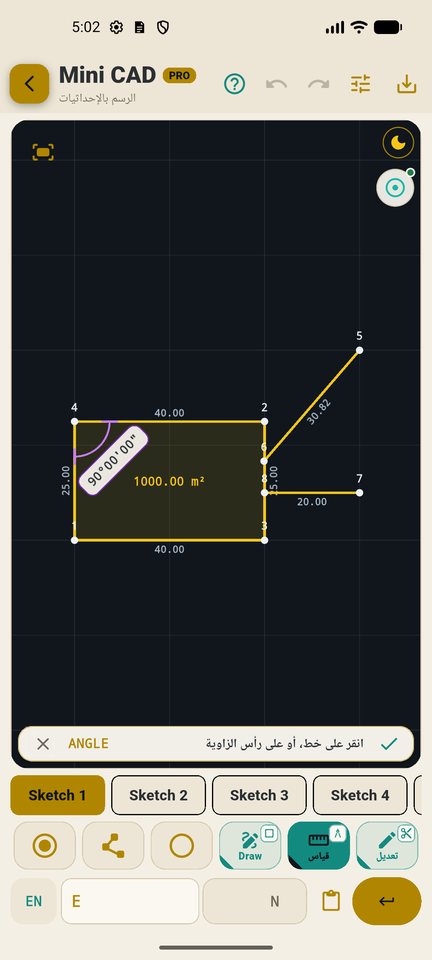 5:02
Mini CAD PRO
الرسم بالإحداثيات
5
4
40.00
2
30.82
6
90°00'00"
25.00
1000.00 m²
25.00
8
7
20.00
1
3
40.00
ANGLE
انقر على خط، أو على رأس الزاوية
Sketch 1
Sketch 2
Sketch 3
Sketch 4
Draw
قياس
تعديل
EN
E
N